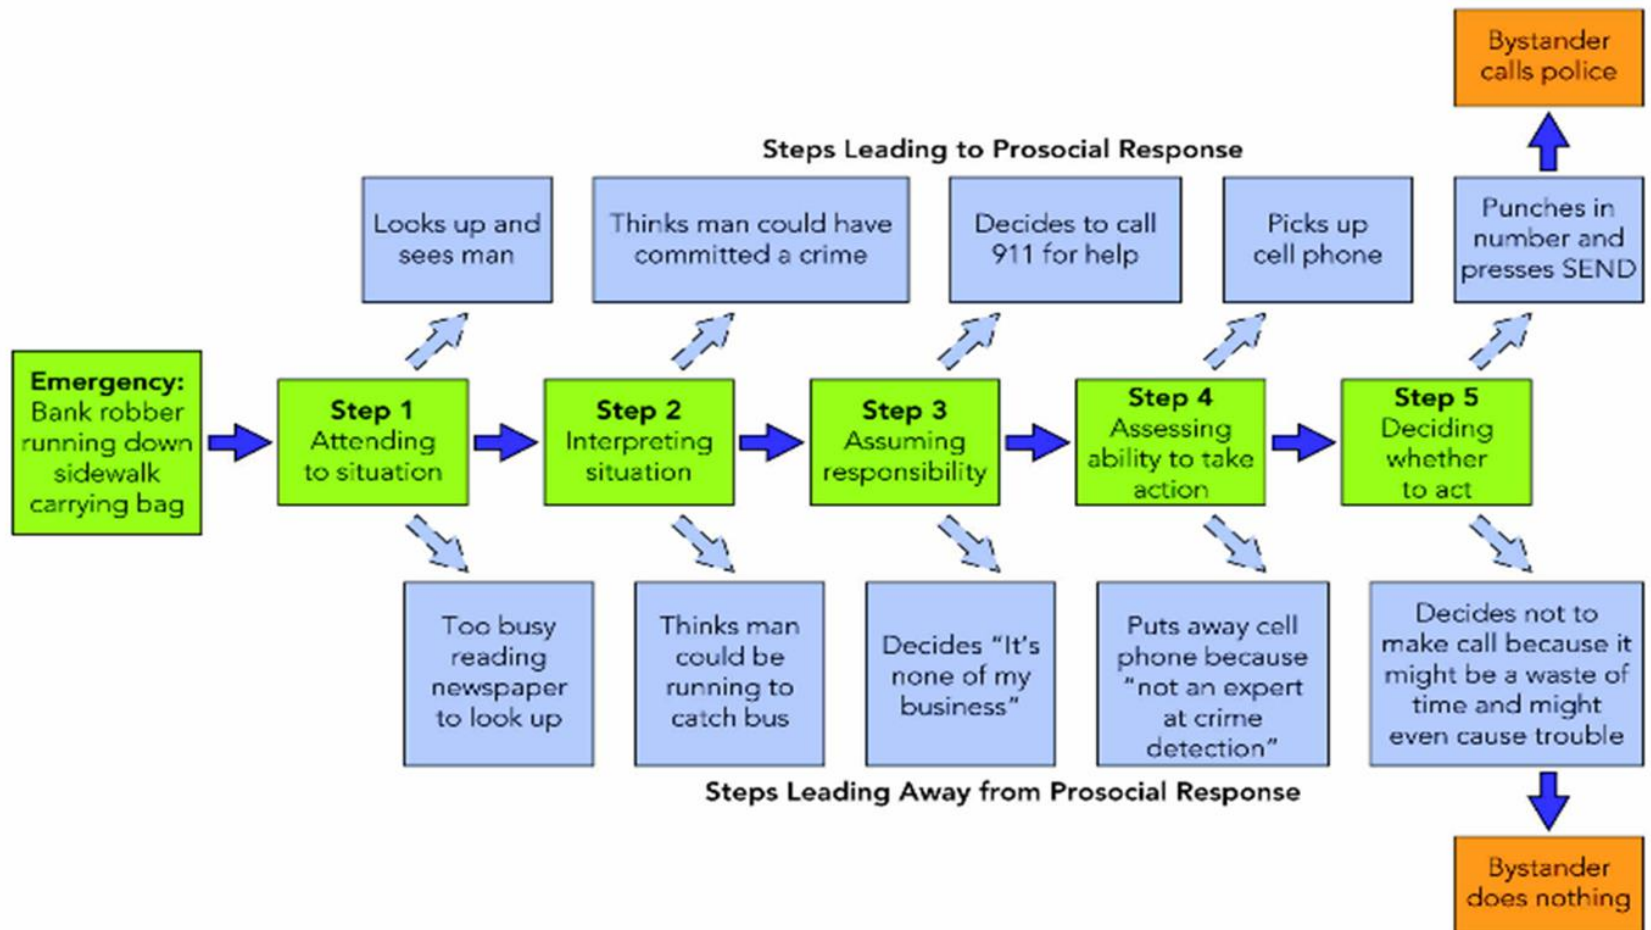 Bystander
calls police
Steps Leading to Prosocial Response
Looks up and
sees man
Thinks man could have
committed a crime
Decides to call
911 for help
Picks up
cell phone
Punches in
number and
presses SEND
Emergency:
Bank robber
running down
sidewalk
carrying bag
Step 1
Attending
to situation
Step 2
Interpreting
situation
Step 3
Assuming
responsibility
Step 4
Assessing
ability to take
action
Step 5
Deciding
whether
to act
Too busy
reading
newspaper
to look up
Thinks man
could be
running to
catch bus
Decides “It’s
none of my
business”
Puts away cell
phone because
“not an expert
at crime
detection”
Decides not to
make call because it
might be a waste of
time and might
even cause trouble
Steps Leading Away from Prosocial Response
Bystander
does nothing